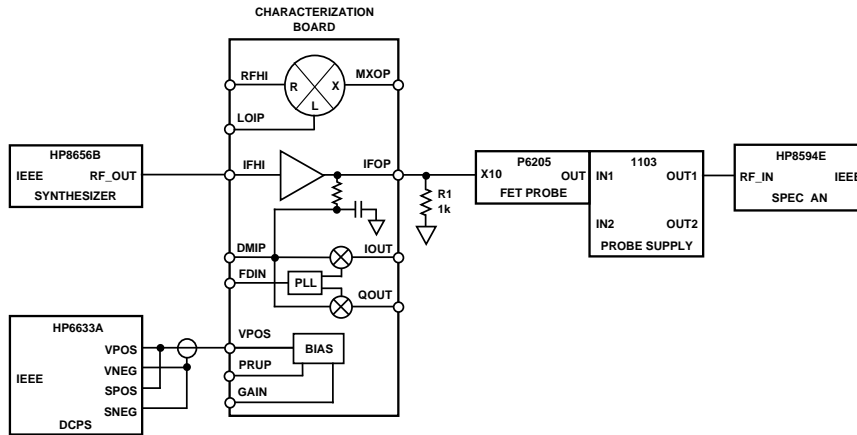 CHARACTERIZATION
BOARD
RFHI
R
X
L
MXOP
LOIP
HP8656B
IEEE
RF_OUT
SYNTHESIZER
IFHI
IFOP
R1
1k
P6205
X10
OUT
FET PROBE
1103
IN1
OUT1
IN2
OUT2
PROBE SUPPLY
HP8594E
RF_IN
IEEE
SPEC AN
DMIP
IOUT
FDIN
PLL
QOUT
HP6633A
VPOS
VNEG
IEEE
SPOS
SNEG
DCPS
VPOS
BIAS
PRUP
GAIN